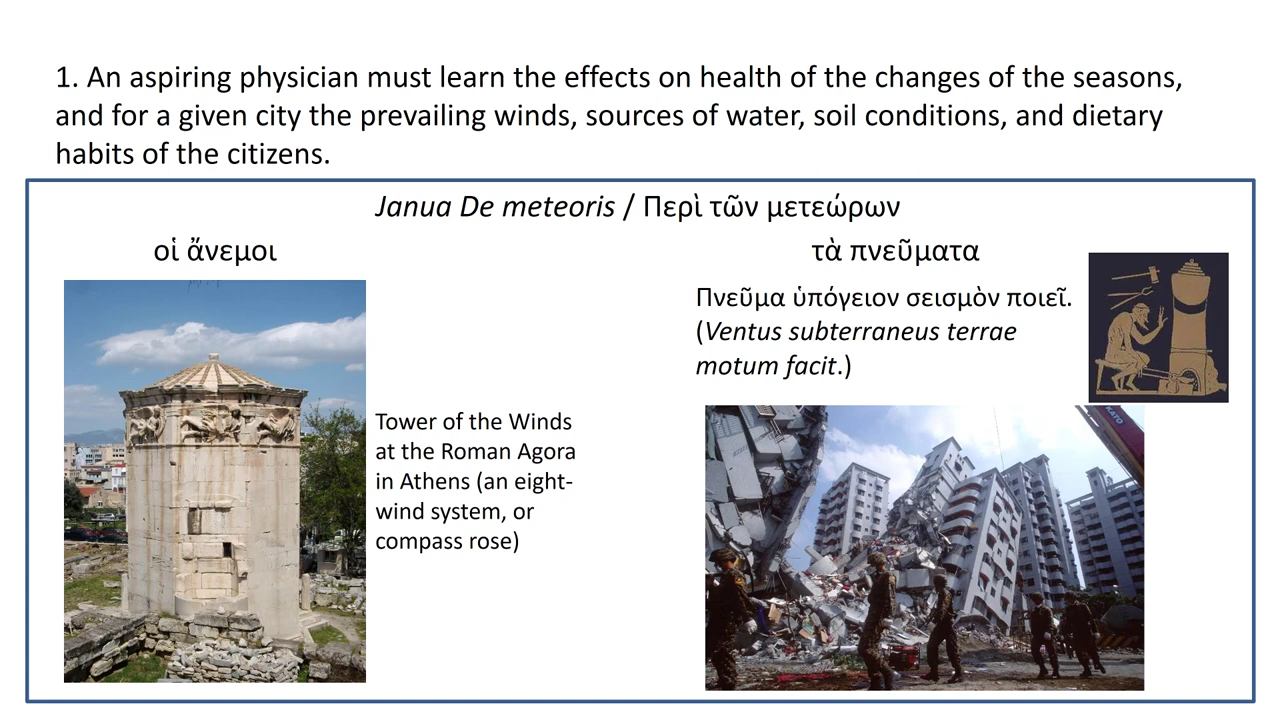 1. An aspiring physician must learn the effects on health of the changes of the seasons,
and for a given city the prevailing winds, sources of water, soil conditions, and dietary
habits of the citizens.
Janua De meteoris / Περὶ τῶν μετεώρων
οἱ ἄνεμοι
τὰ πνεῦματα
Πνεῦμα ὑπόγειον σεισμὸν ποιεῖ.
(Ventus subterraneus terrae
motum facit.)
Tower of the Winds
at the Roman Agora
in Athens (an eight-
wind system, or
compass rose)
KATO